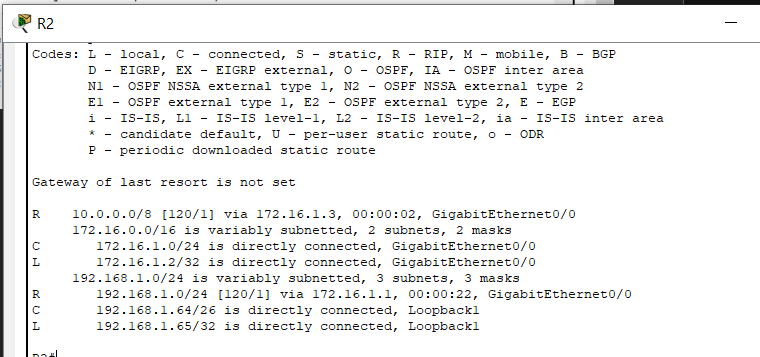 R2
Codes: L - local, C - connected, S - static, R - RIP, M - mobile, B - BGP
D - EIGRP, EX - EIGRP external, O - OSPF, IA - OSPF inter area
N1 - OSPF NSSA external type 1, N2 - OSPF NSSA external type 2
E1 - OSPF external type 1, E2 - OSPF external type 2, E - EGP
i - IS-IS, L1 - IS-IS level-1, L2 - IS-IS level-2, ia - IS-IS inter area
* - candidate default, U - per-user static route, o - ODR
P - periodic downloaded static route
Gateway of last resort is not set
R 10.0.0.0/8 [120/1] via 172.16.1.3, 00:00:02, GigabitEthernet0/0
172.16.0.0/16 is variably subnetted, 2 subnets, 2 masks
C 172.16.1.0/24 is directly connected, GigabitEthernet0/0
L 172.16.1.2/32 is directly connected, GigabitEthernet0/0
192.168.1.0/24 is variably subnetted, 3 subnets, 3 masks
R 192.168.1.0/24 [120/1] via 172.16.1.1, 00:00:22, GigabitEthernet0/0
C 192.168.1.64/26 is directly connected, Loopback1
L 192.168.1.65/32 is directly connected, Loopback1
R2#